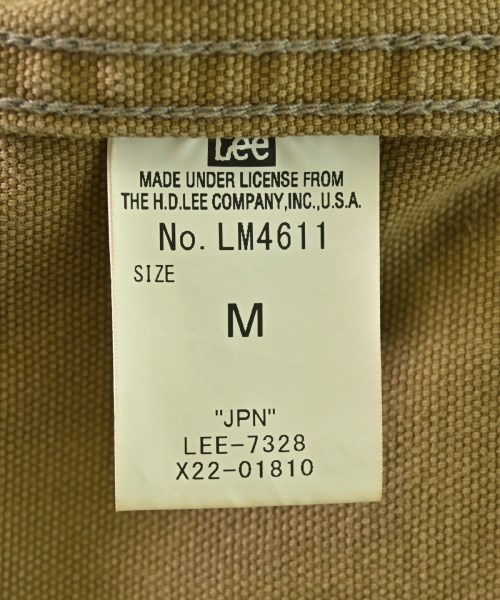 Lee
MADE UNDER LICENSE FROM
THE H.D.LEE COMPANY,INC.,U.S.A.
No. LM4611
SIZE
M
"JPN"
LEE-7328
X22-01810